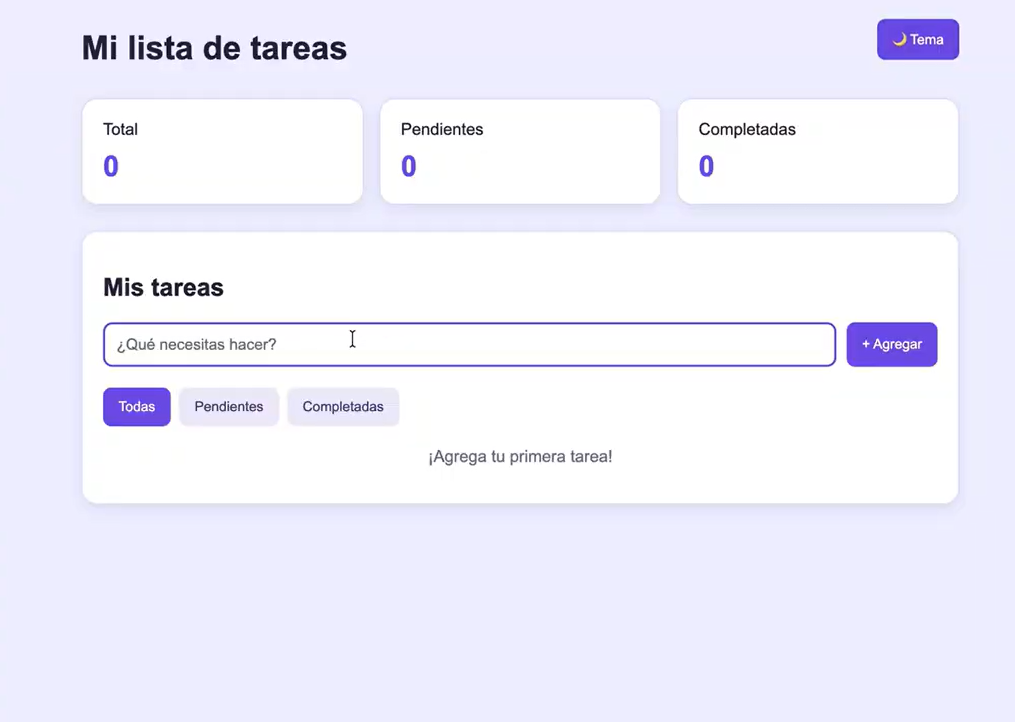 Mi lista de tareas
🌙 Tema
Total
0
Pendientes
0
Completadas
0
Mis tareas
¿Qué necesitas hacer?
+ Agregar
Todas
Pendientes
Completadas
¡Agrega tu primera tarea!